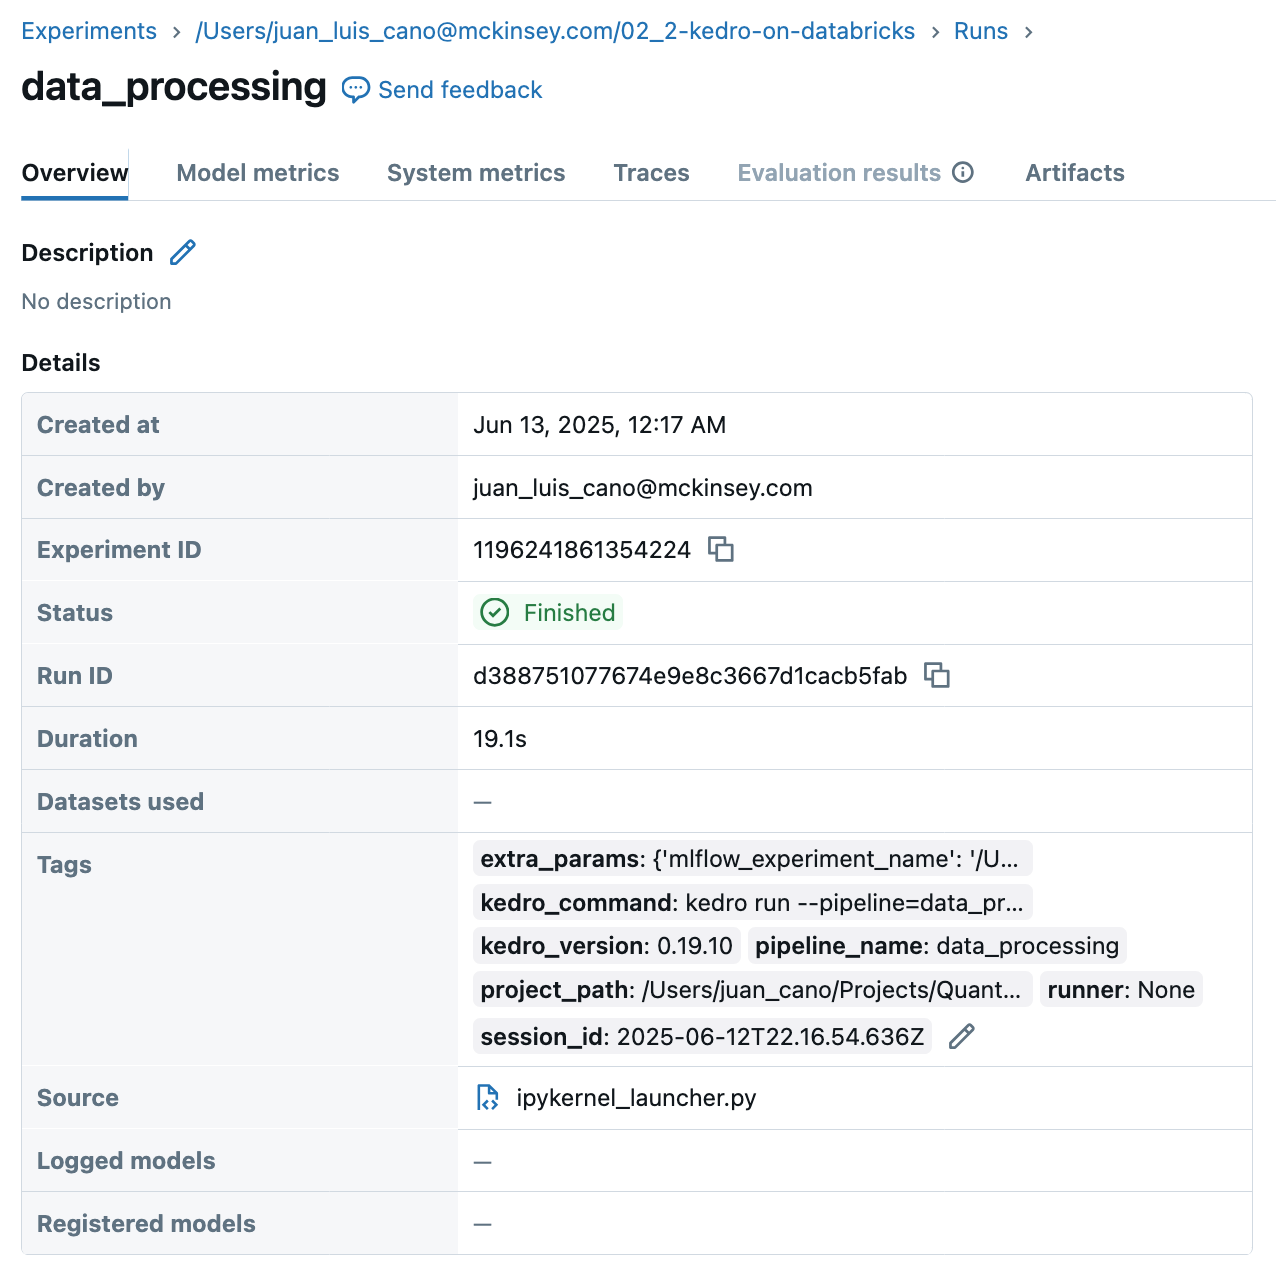 Experiments > /Users/juan_luis_cano@mckinsey.com/02_2-kedro-on-databricks > Runs >
data_processing Send feedback
Overview Model metrics System metrics Traces Evaluation results Artifacts
Description
No description
Details
Created at Jun 13, 2025, 12:17 AM
Created by juan_luis_cano@mckinsey.com
Experiment ID 1196241861354224
Status Finished
Run ID d388751077674e9e8c3667d1cacb5fab
Duration 19.1s
Datasets used —
Tags extra_params: {'mlflow_experiment_name': '/U...
kedro_command: kedro run --pipeline=data_pr...
kedro_version: 0.19.10 pipeline_name: data_processing
project_path: /Users/juan_cano/Projects/Quant... runner: None
session_id: 2025-06-12T22.16.54.636Z
Source ipykernel_launcher.py
Logged models —
Registered models —